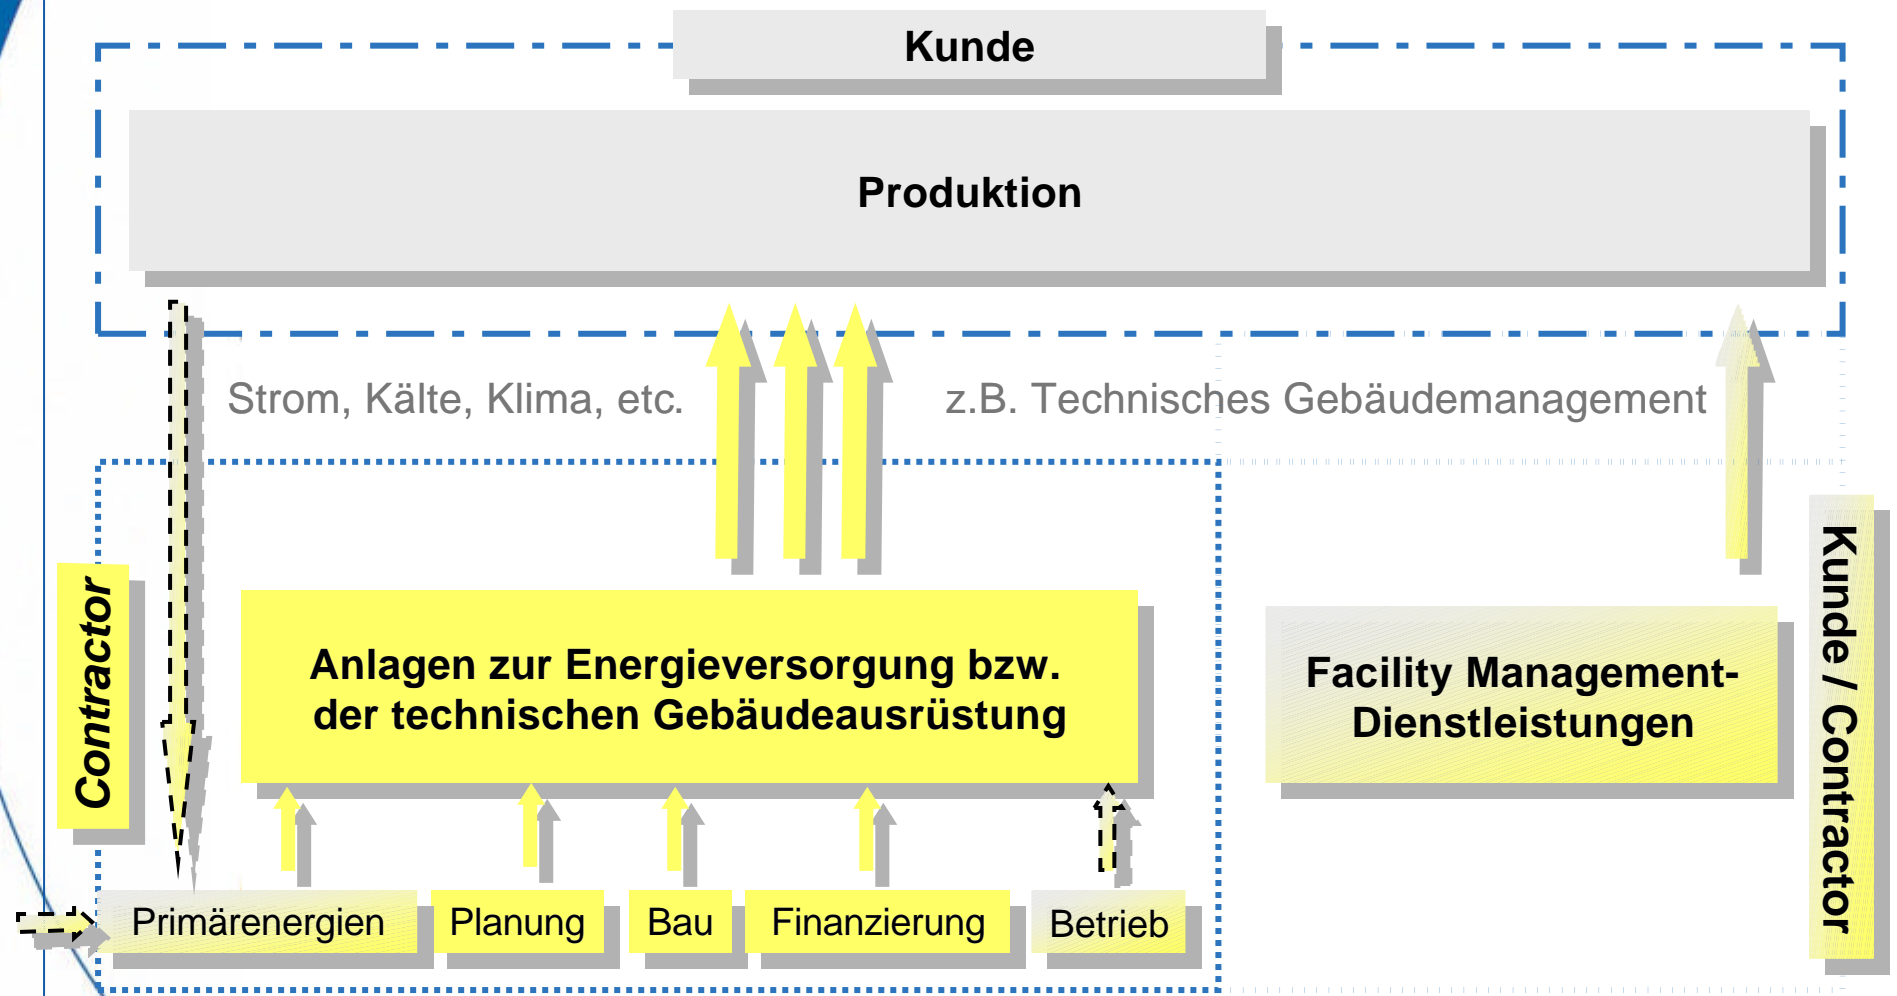 Kunde
Produktion
Strom, Kälte, Klima, etc.
z.B. Technisches Gebäudemanagement
Contractor
Anlagen zur Energieversorgung bzw.
der technischen Gebäudeausrüstung
Facility Management-
Dienstleistungen
Kunde / Contractor
Primärenergien
Planung
Bau
Finanzierung
Betrieb